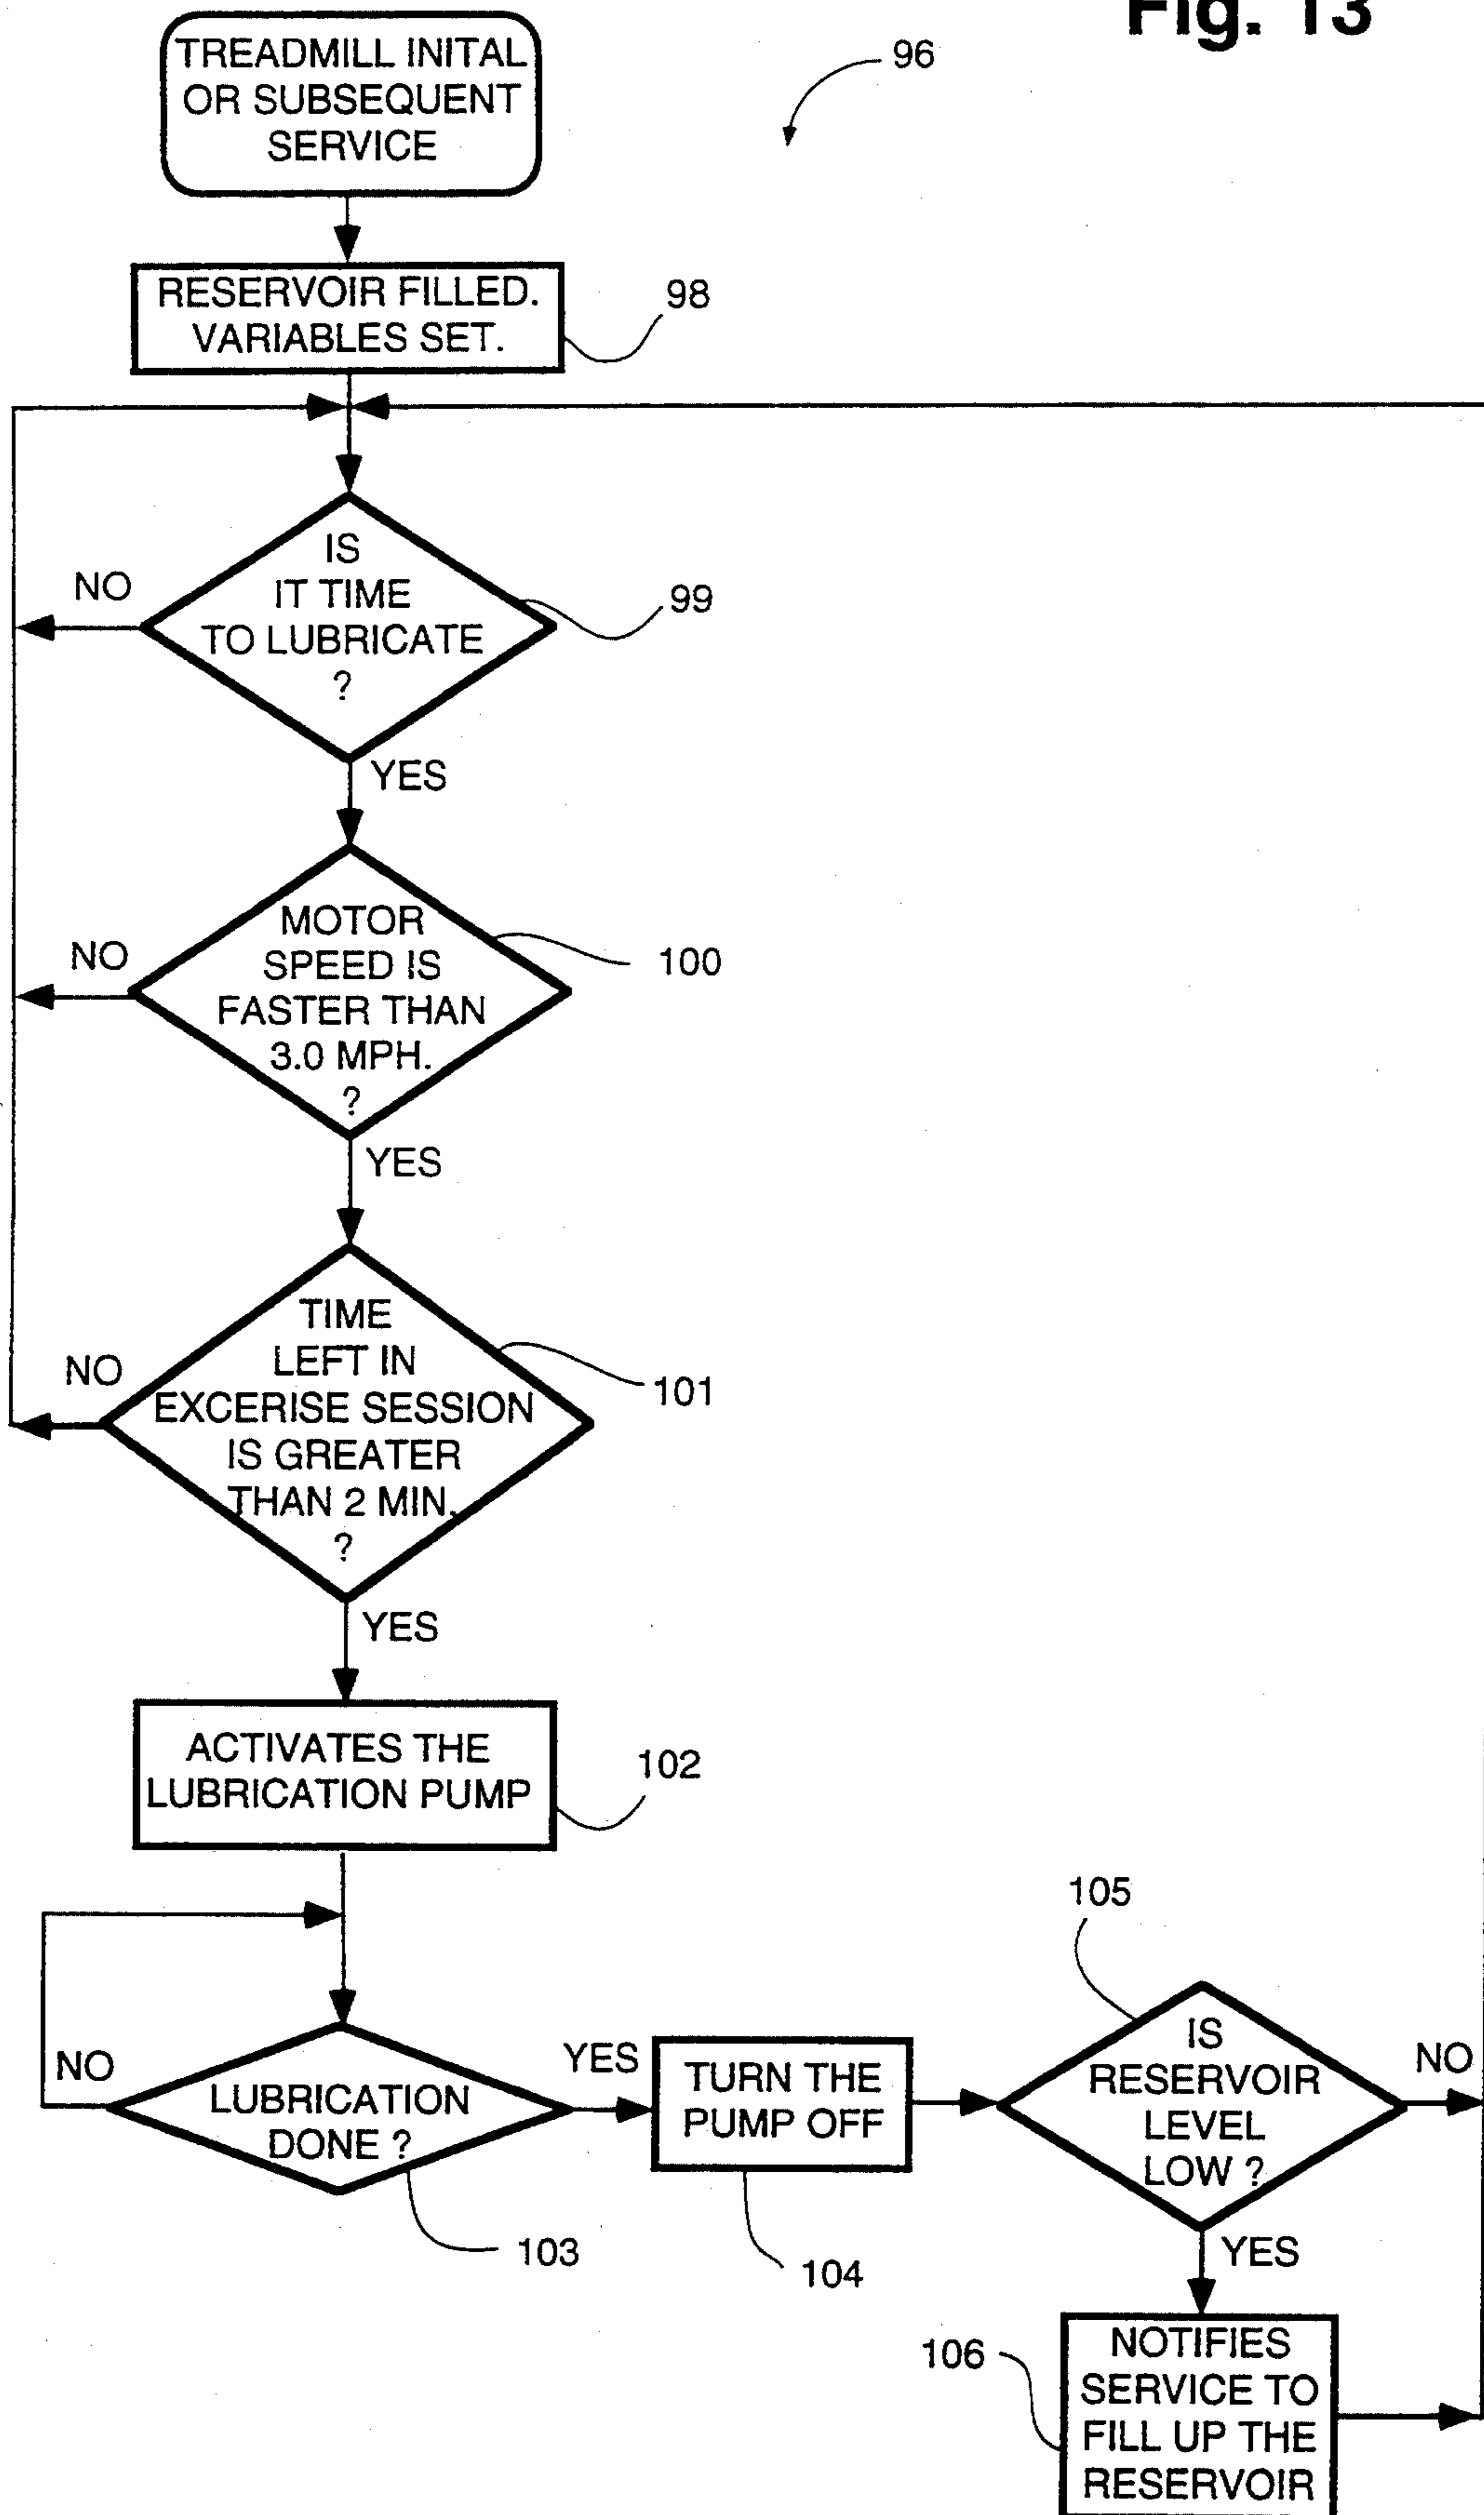 Fig. 13
96
TREADMILL INITAL
OR SUBSEQUENT
SERVICE
RESERVOIR FILLED.
VARIABLES SET.
98
IS
IT TIME
TO LUBRICATE
?
NO
99
YES
MOTOR
SPEED IS
FASTER THAN
3.0 MPH.
?
NO
100
YES
TIME
LEFT IN
EXCERISE SESSION
IS GREATER
THAN 2 MIN.
?
NO
101
YES
ACTIVATES THE
LUBRICATION PUMP
102
LUBRICATION
DONE ?
NO
103
YES
TURN THE
PUMP OFF
104
105
IS
RESERVOIR
LEVEL
LOW ?
NO
YES
106
NOTIFIES
SERVICE TO
FILL UP THE
RESERVOIR